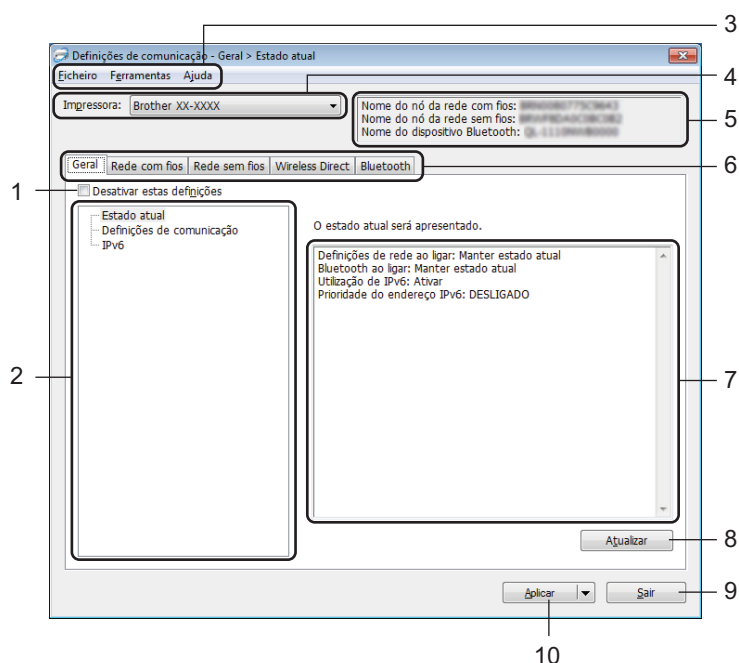 3
Definições de comunicação - Geral > Estado atual
Ficheiro Ferramentas Ajuda
4
Impressora: Brother XX-XXXX
Nome do nó da rede com fios:
Nome do nó da rede sem fios:
Nome do dispositivo Bluetooth:
5
Geral Rede com fios Rede sem fios Wireless Direct Bluetooth
6
1
Desativar estas definições
Estado atual
Definições de comunicação
IPv6
2
O estado atual será apresentado.
Definições de rede ao ligar: Manter estado atual
Bluetooth ao ligar: Manter estado atual
Utilização de IPv6: Ativar
Prioridade do endereço IPv6: DESLIGADO
7
Atualizar
8
Aplicar
Sair
9
10